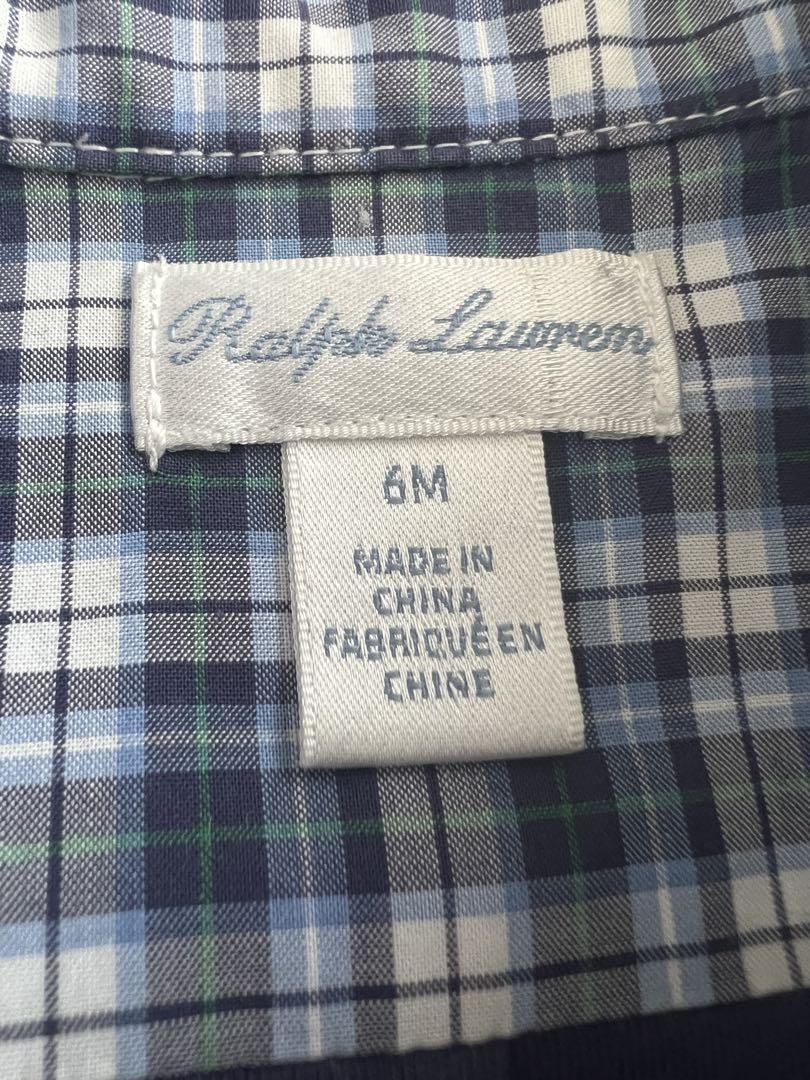 Ralph Lauren
6M
MADE IN
CHINA
FABRIQUÉ EN
CHINE